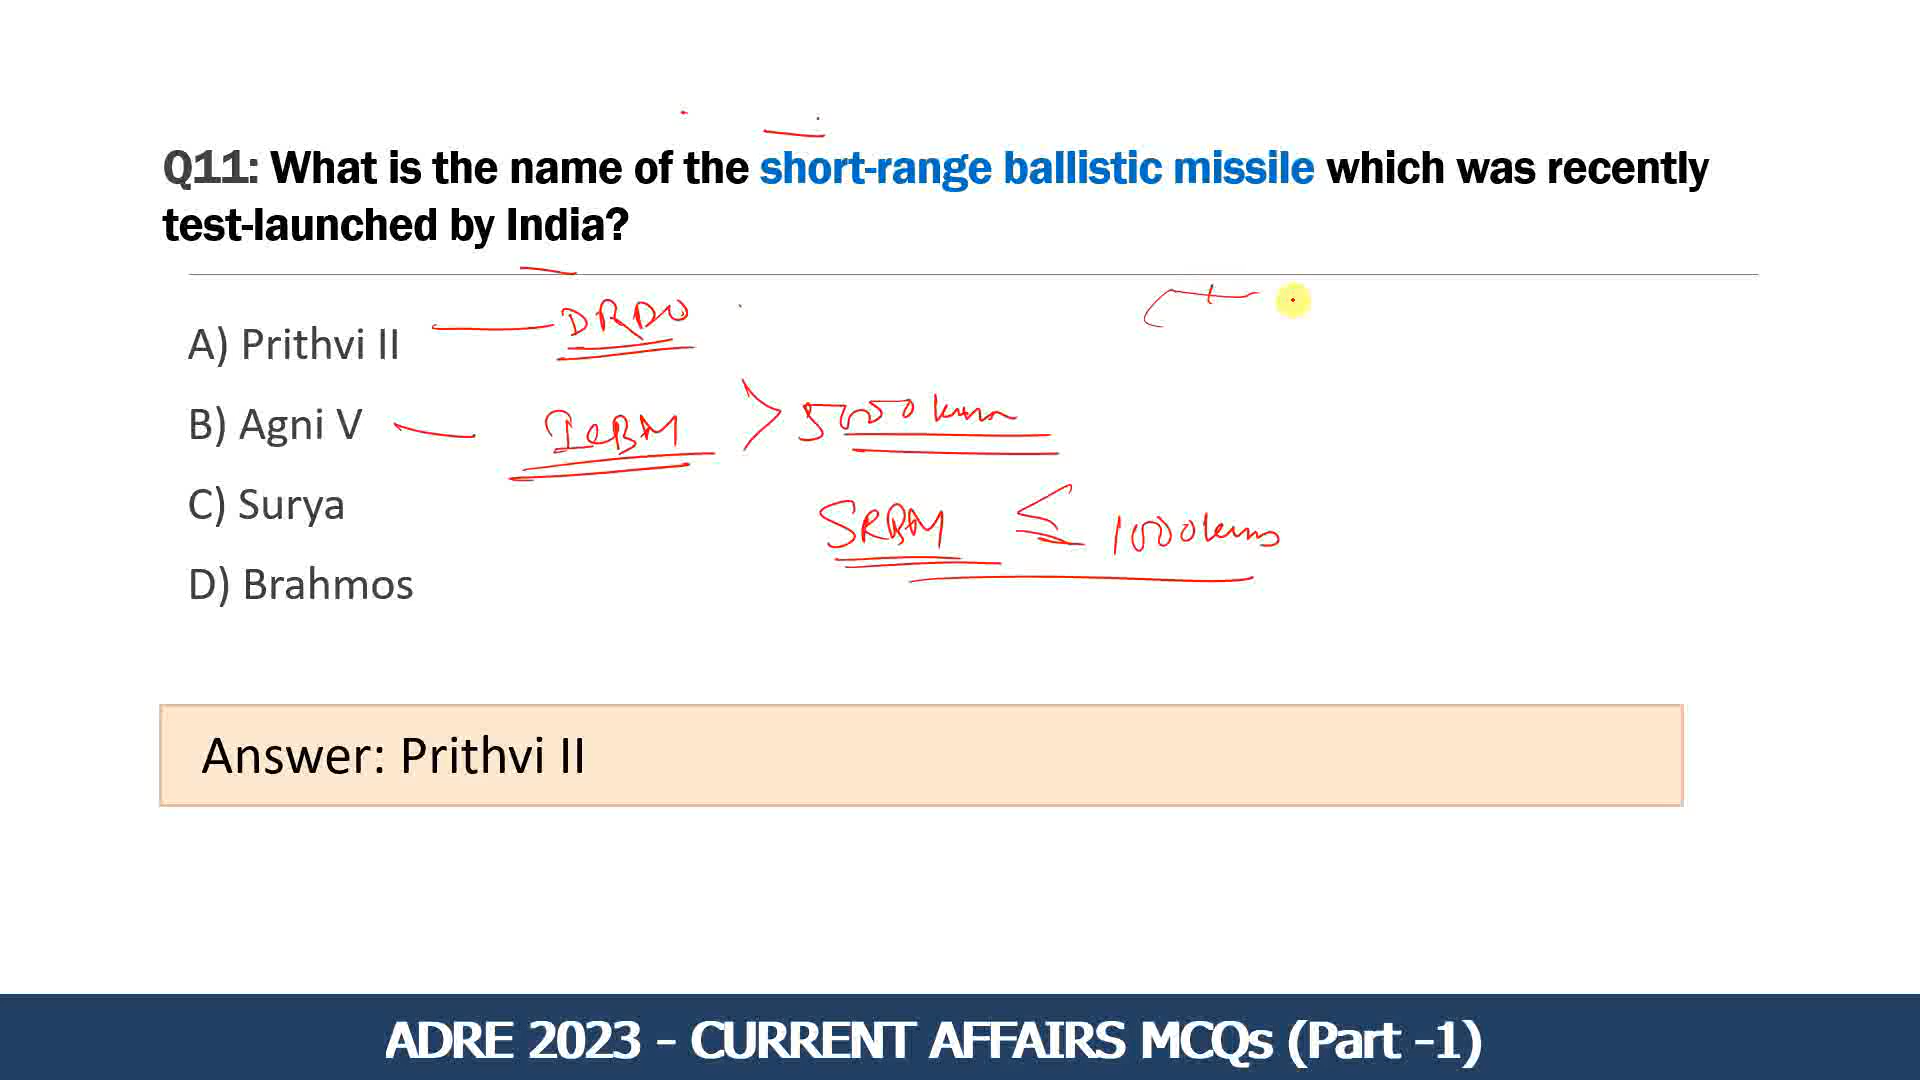 Q11: What is the name of the short-range ballistic missile which was recently
test-launched by India?
A) Prithvi II
DRDO
B) Agni V
ICBM > 5000 kms
C) Surya
SRBM ≤ 1000 kms
D) Brahmos
Answer: Prithvi II
ADRE 2023 - CURRENT AFFAIRS MCQs (Part -1)